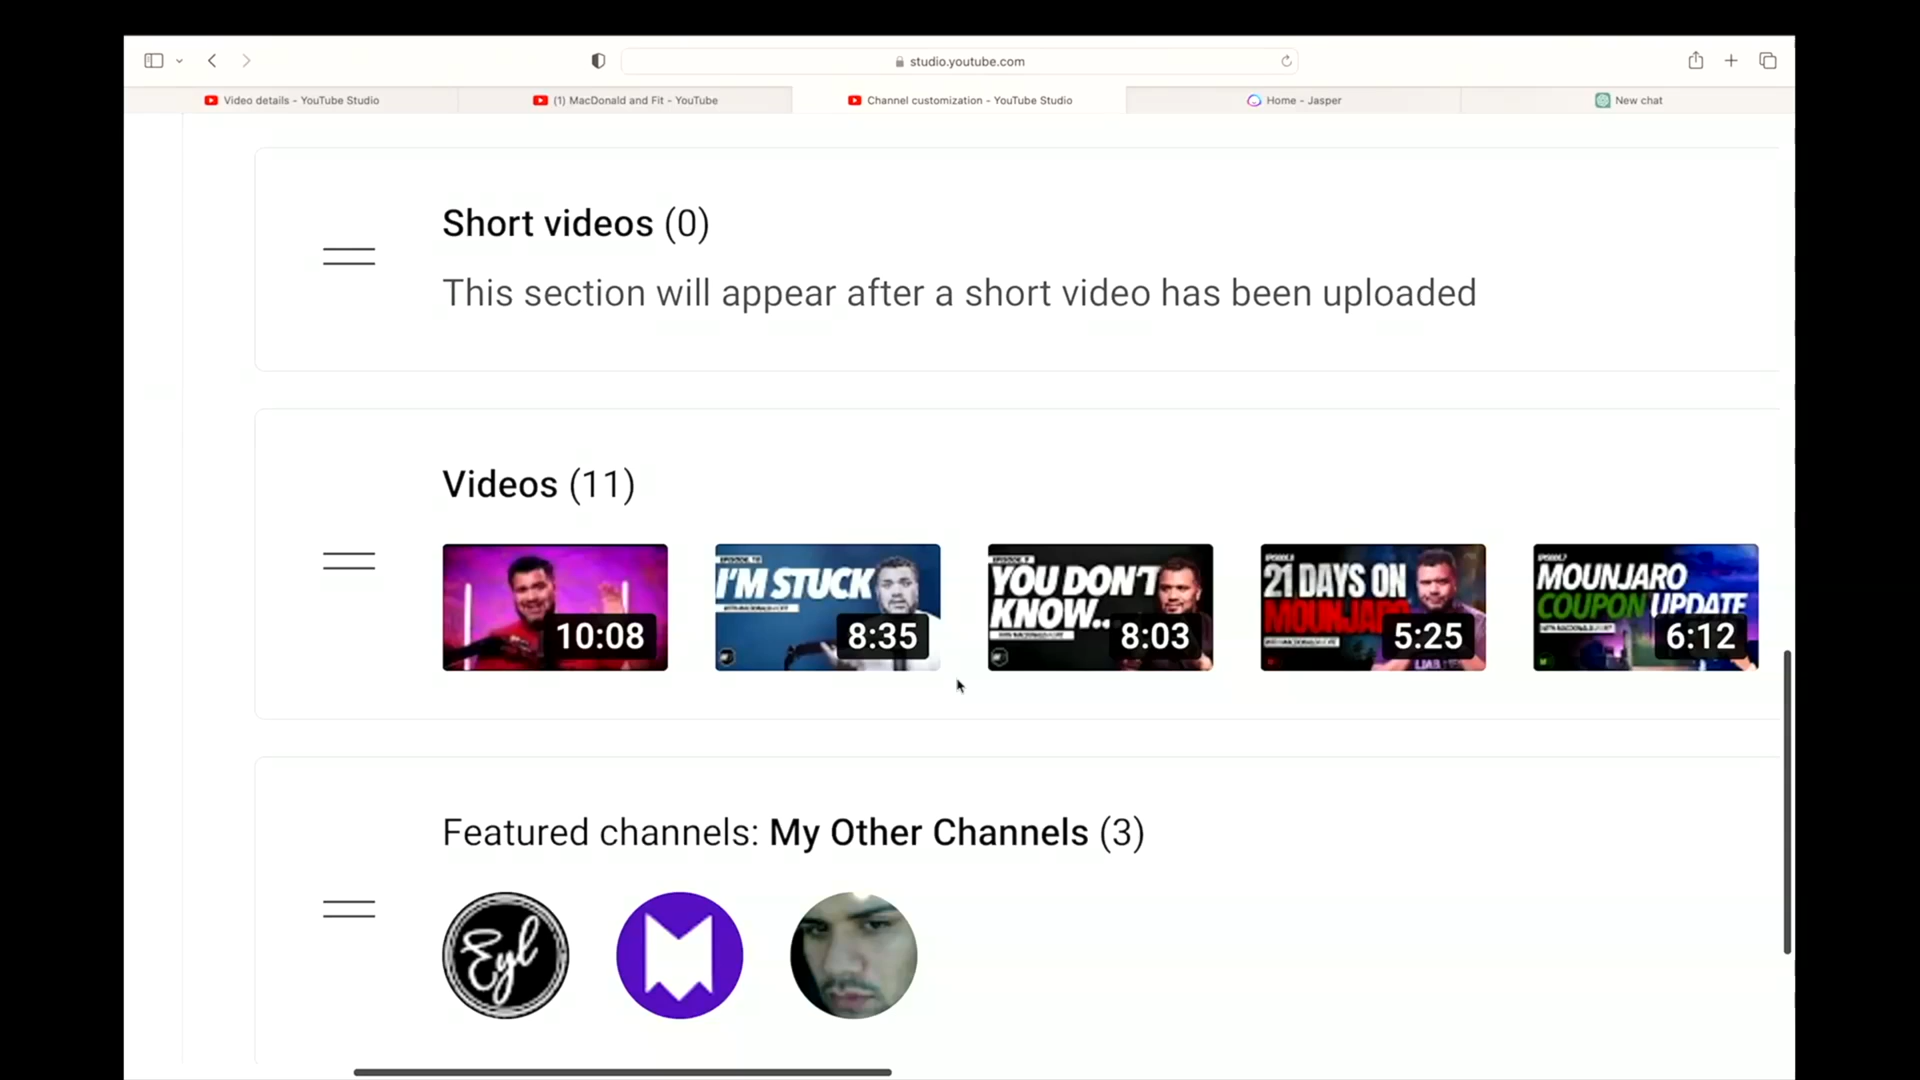 studio.youtube.com
Video details - YouTube Studio
(1) MacDonald and Fit - YouTube
Channel customization - YouTube Studio
Home - Jasper
New chat
Short videos (0)
This section will appear after a short video has been uploaded
Videos (11)
10:08
I'M STUCK
8:35
YOU DON'T
KNOW..
8:03
21 DAYS ON
MOUNJARO
5:25
MOUNJARO
COUPON UPDATE
6:12
Featured channels: My Other Channels (3)
Eyl